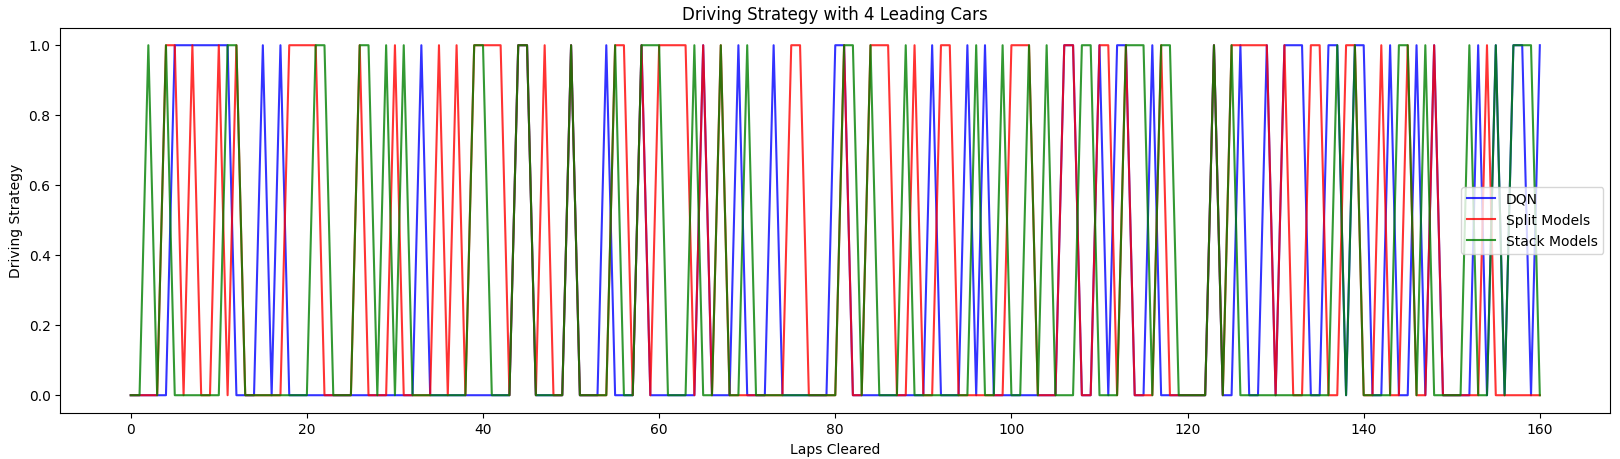 Driving Strategy with 4 Leading Cars
Driving Strategy
1.0
0.8
0.6
0.4
0.2
0.0
DQN
Split Models
Stack Models
0 20 40 60 80 100 120 140 160
Laps Cleared